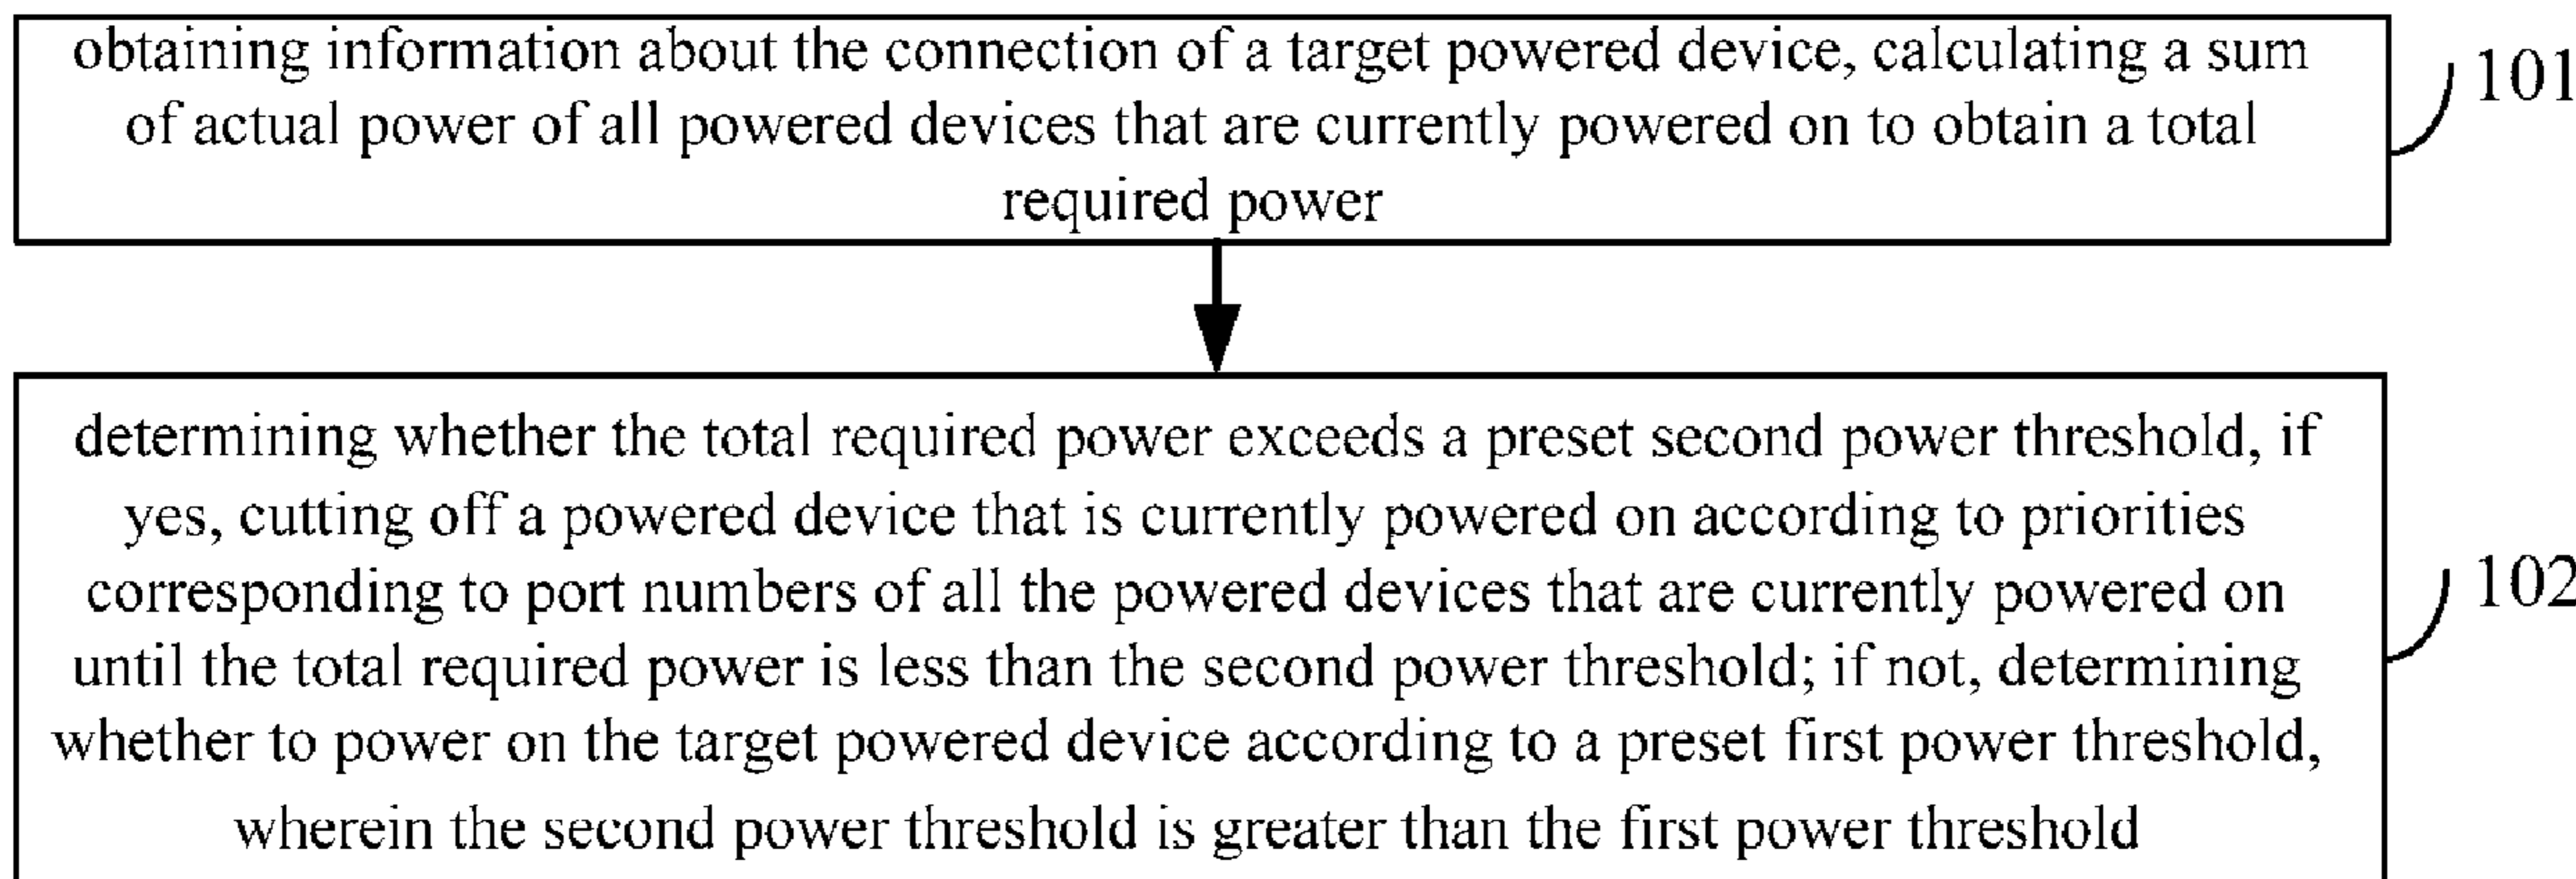 obtaining information about the connection of a target powered device, calculating a sum
of actual power of all powered devices that are currently powered on to obtain a total
required power
101
determining whether the total required power exceeds a preset second power threshold, if
yes, cutting off a powered device that is currently powered on according to priorities
corresponding to port numbers of all the powered devices that are currently powered on
until the total required power is less than the second power threshold; if not, determining
whether to power on the target powered device according to a preset first power threshold,
wherein the second power threshold is greater than the first power threshold
102